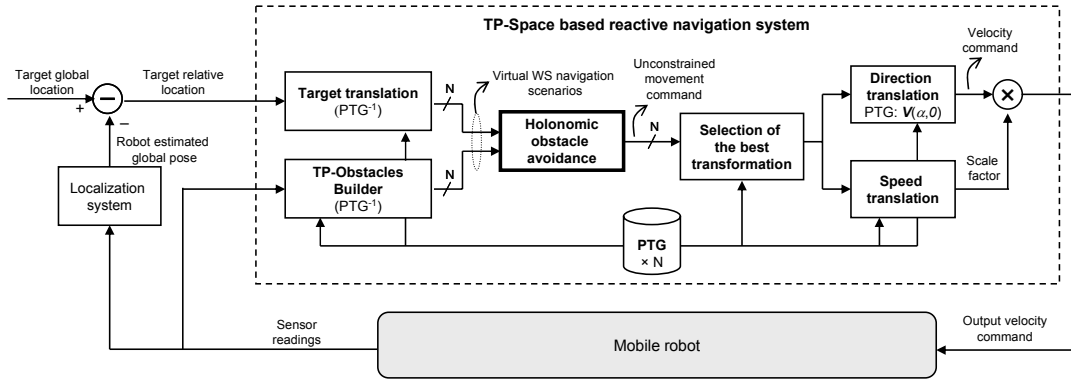 TP-Space based reactive navigation system
Target global
location
+
−
−
Target relative
location
Robot estimated
global pose
Localization
system
Target translation
(PTG-1)
N
Virtual WS navigation
scenarios
TP-Obstacles
Builder
(PTG-1)
N
Holonomic
obstacle
avoidance
Unconstrained
movement
command
N
Selection of
the best
transformation
Direction
translation
PTG: V(α,0)
Velocity
command
×
Speed
translation
Scale
factor
PTG
× N
Sensor
readings
Mobile robot
Output velocity
command